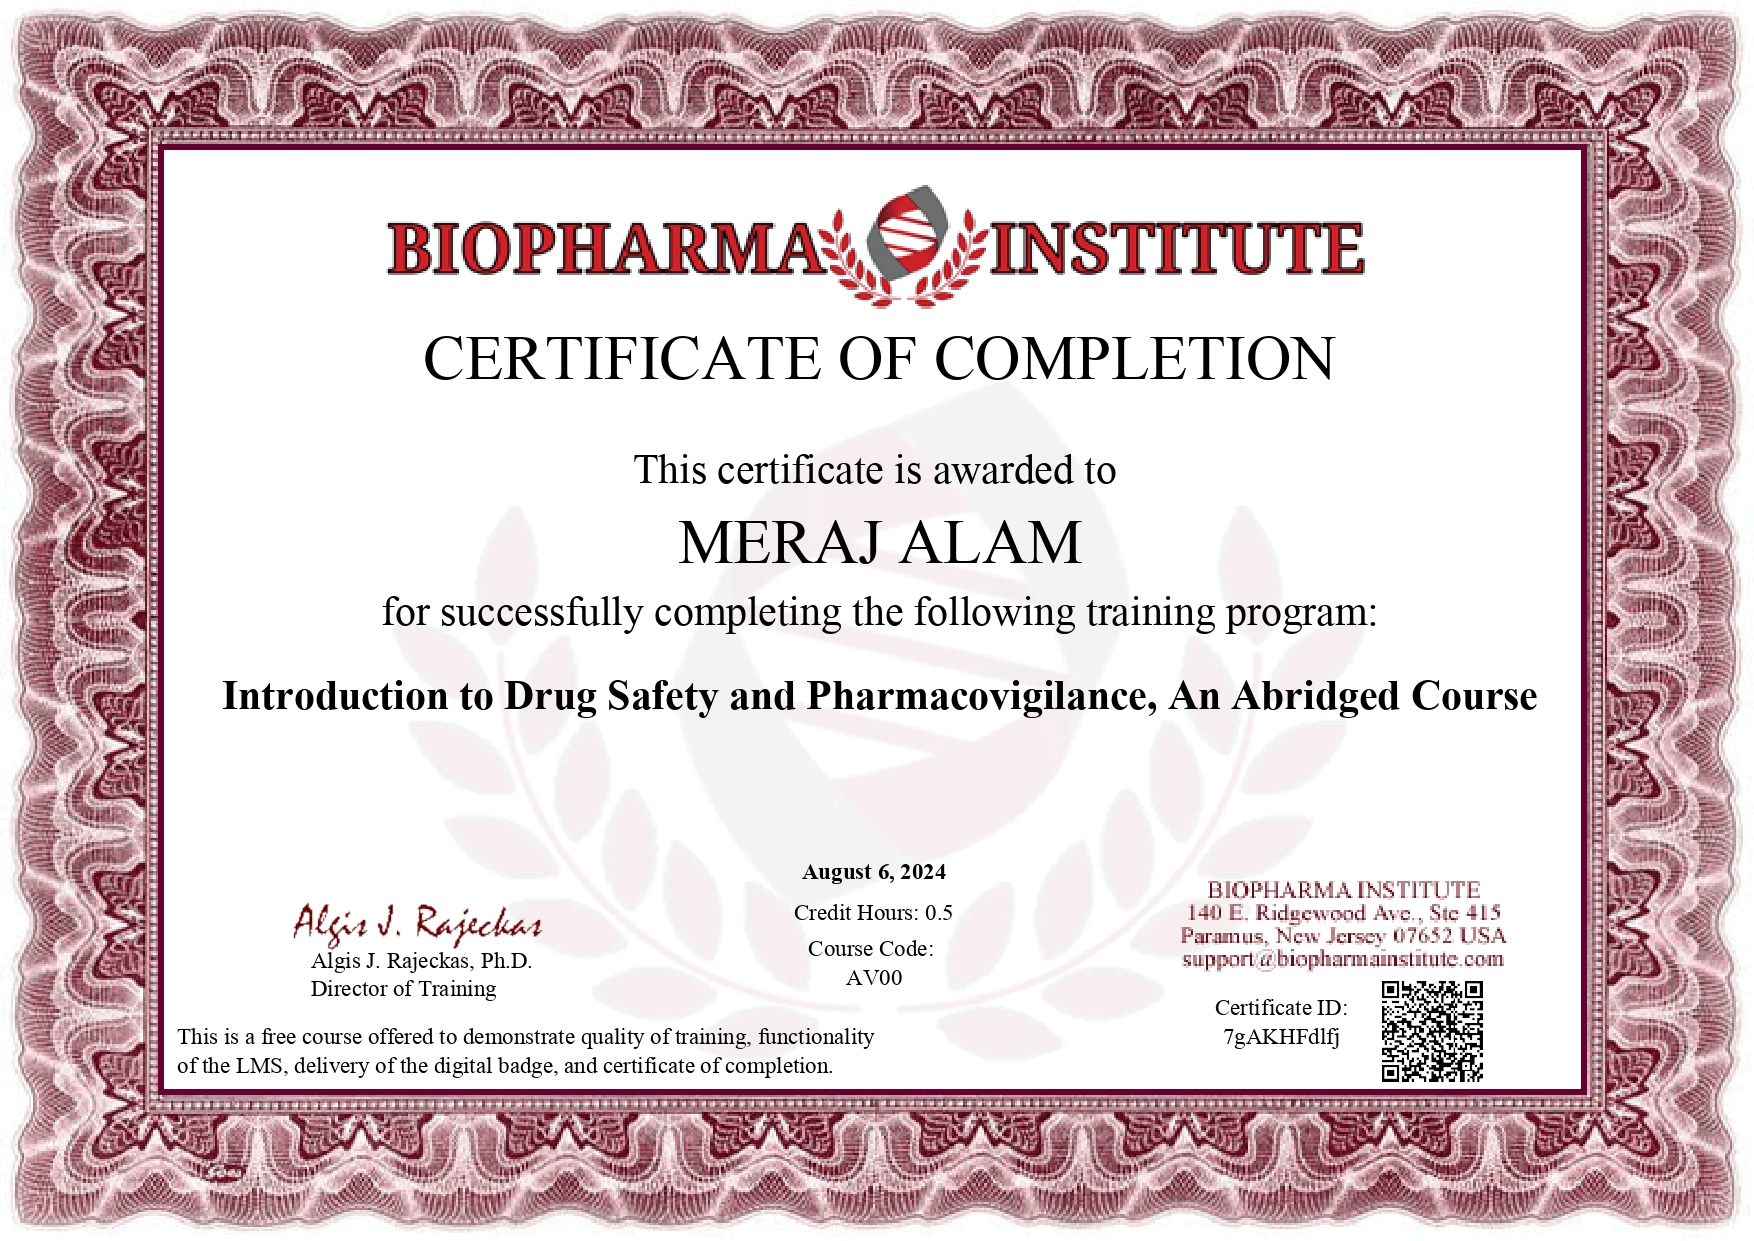 BIOPHARMA INSTITUTE
CERTIFICATE OF COMPLETION
This certificate is awarded to
MERAJ ALAM
for successfully completing the following training program:
Introduction to Drug Safety and Pharmacovigilance, An Abridged Course
August 6, 2024
Credit Hours: 0.5
Course Code:
AV00
Algis J. Rajeckas
Algis J. Rajeckas, Ph.D.
Director of Training
This is a free course offered to demonstrate quality of training, functionality
of the LMS, delivery of the digital badge, and certificate of completion.
BIOPHARMA INSTITUTE
140 E. Ridgewood Ave., Ste 415
Paramus, New Jersey 07652 USA
support@biopharmainstitute.com
Certificate ID:
7gAKHFdlfj